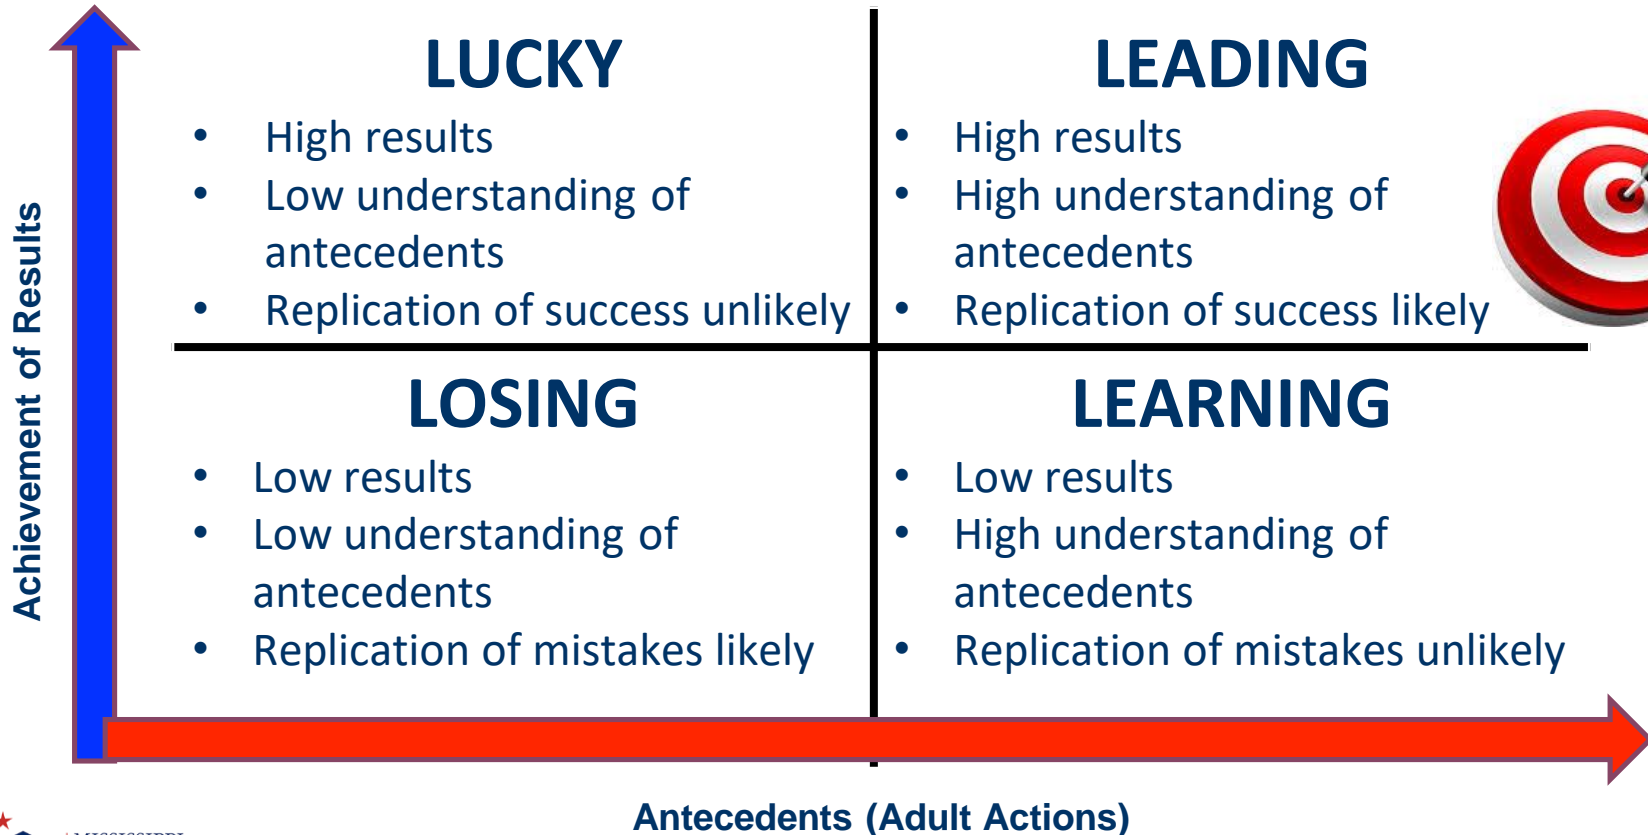 Achievement of Results
LUCKY
• High results
• Low understanding of
antecedents
• Replication of success unlikely
LEADING
• High results
• High understanding of
antecedents
• Replication of success likely
LOSING
• Low results
• Low understanding of
antecedents
• Replication of mistakes likely
LEARNING
• Low results
• High understanding of
antecedents
• Replication of mistakes unlikely
Antecedents (Adult Actions)
MISSISSIPPI